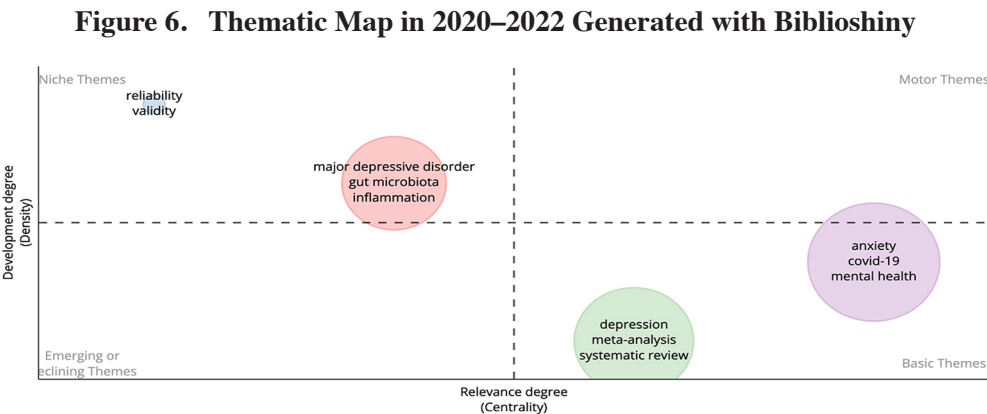 Figure 6. Thematic Map in 2020–2022 Generated with Biblioshiny
Niche Themes
Motor Themes
reliability
validity
major depressive disorder
gut microbiota
inflammation
anxiety
covid-19
mental health
depression
meta-analysis
systematic review
Emerging or
eclining Themes
Basic Themes
Development degree
(Density)
Relevance degree
(Centrality)